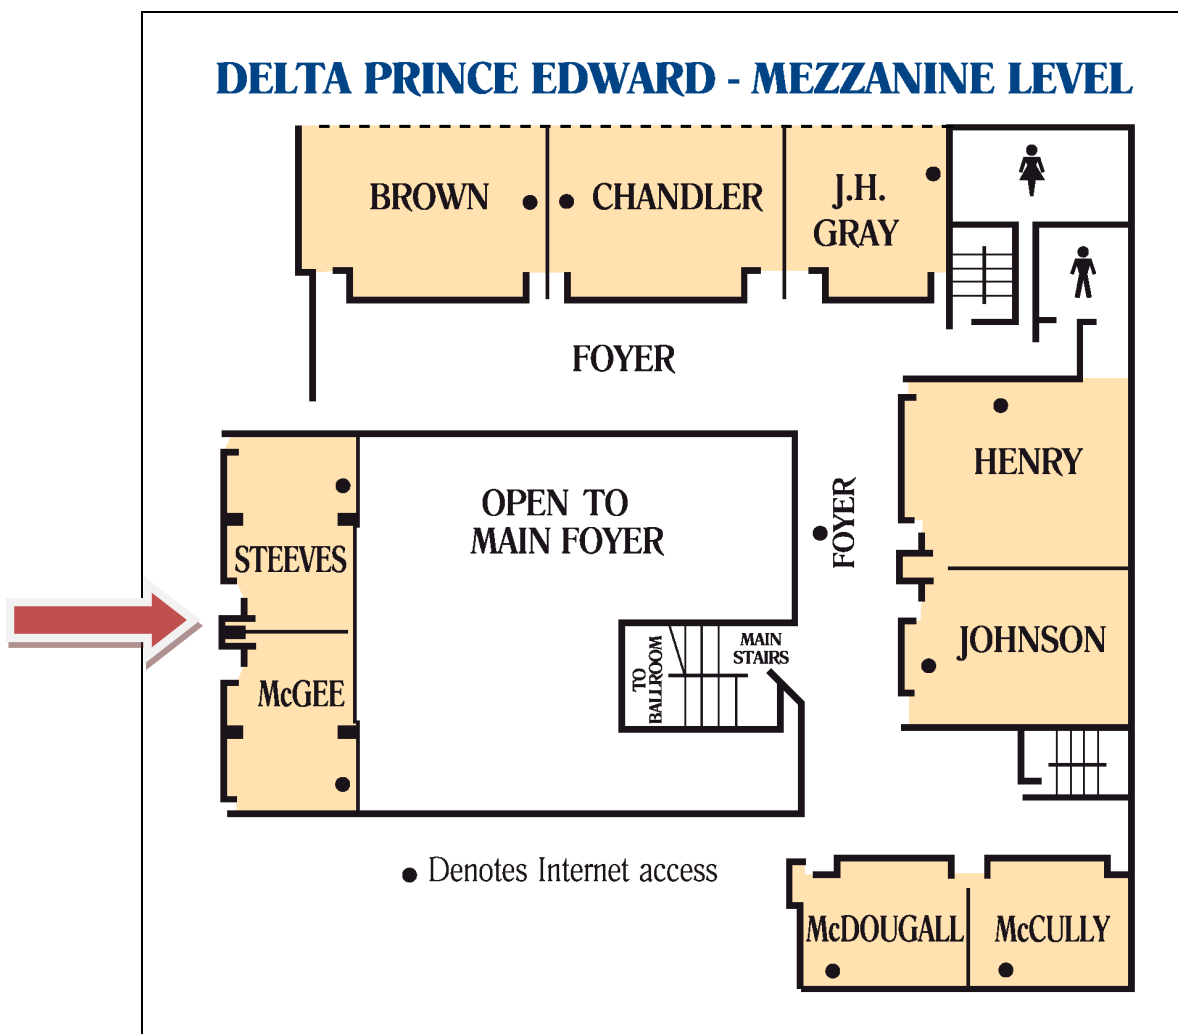 DELTA PRINCE EDWARD - MEZZANINE LEVEL
BROWN
CHANDLER
J.H.
GRAY
FOYER
HENRY
OPEN TO
MAIN FOYER
FOYER
STEEVES
JOHNSON
MAIN
STAIRS
TO
BALLROOM
McGEE
Denotes Internet access
McDOUGALL
McCULLY